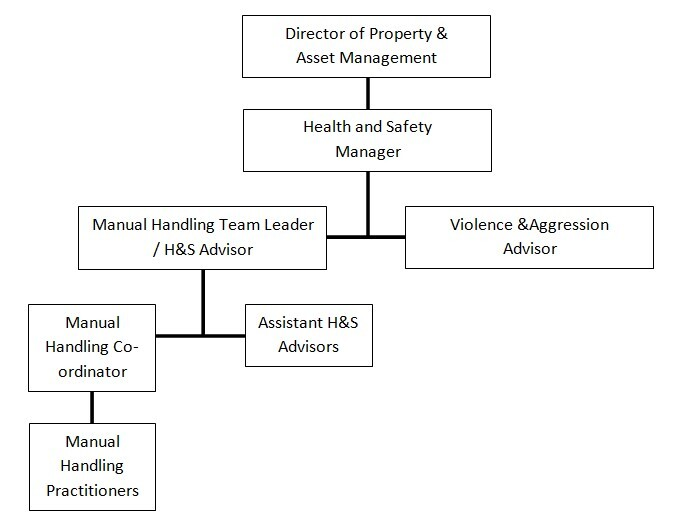 Director of Property &
Asset Management
Health and Safety
Manager
Manual Handling Team Leader
/ H&S Advisor
Violence &Aggression
Advisor
Manual
Handling Co-
ordinator
Assistant H&S
Advisors
Manual
Handling
Practitioners